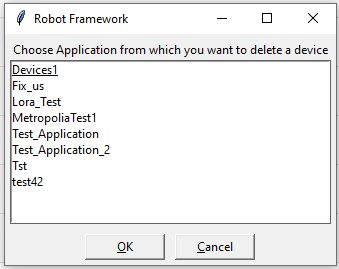 Robot Framework
Choose Application from which you want to delete a device
Devices1
Fix_us
Lora_Test
MetropoliaTest1
Test_Application
Test_Application_2
Tst
test42
OK
Cancel